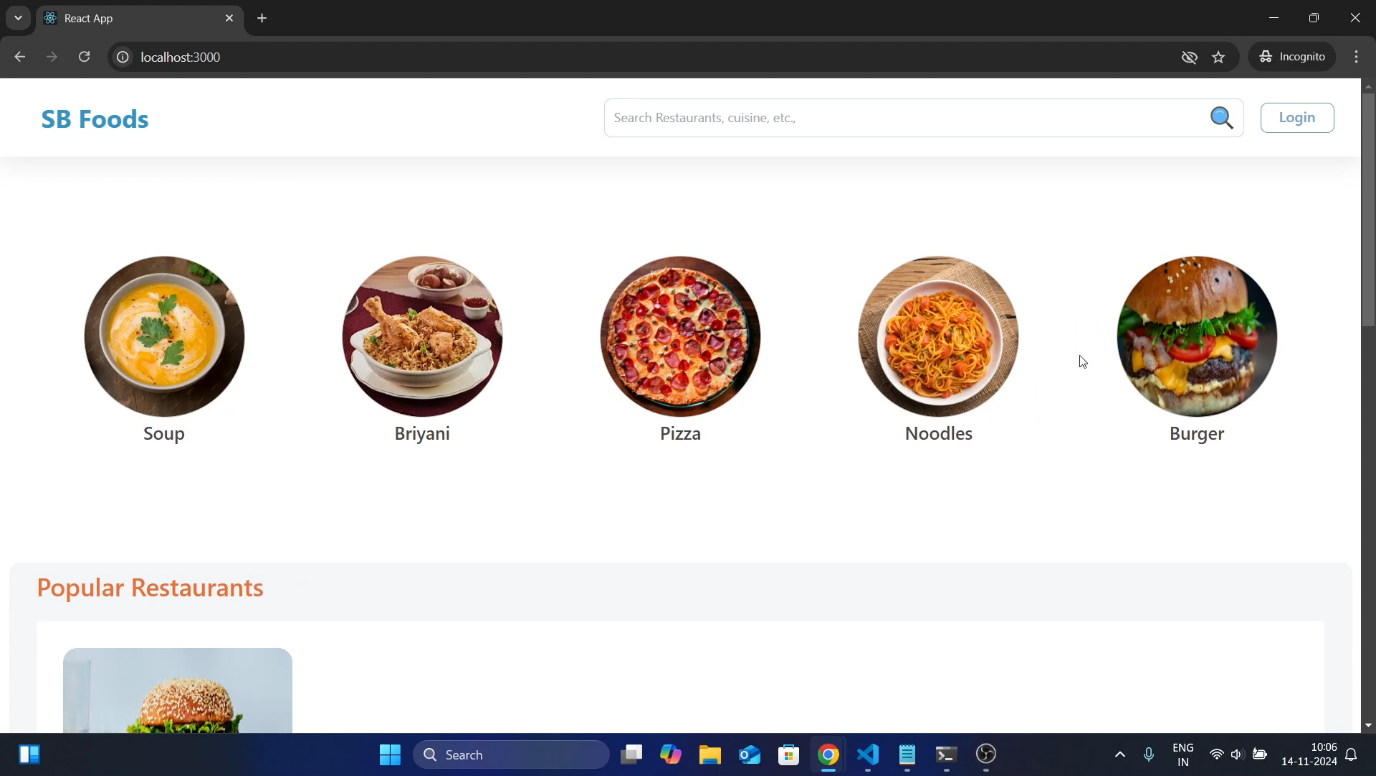 React App
localhost:3000
Incognito
SB Foods
Search Restaurants, cuisine, etc.,
Login
Soup
Briyani
Pizza
Noodles
Burger
Popular Restaurants
Search
ENG
IN
10:06
14-11-2024